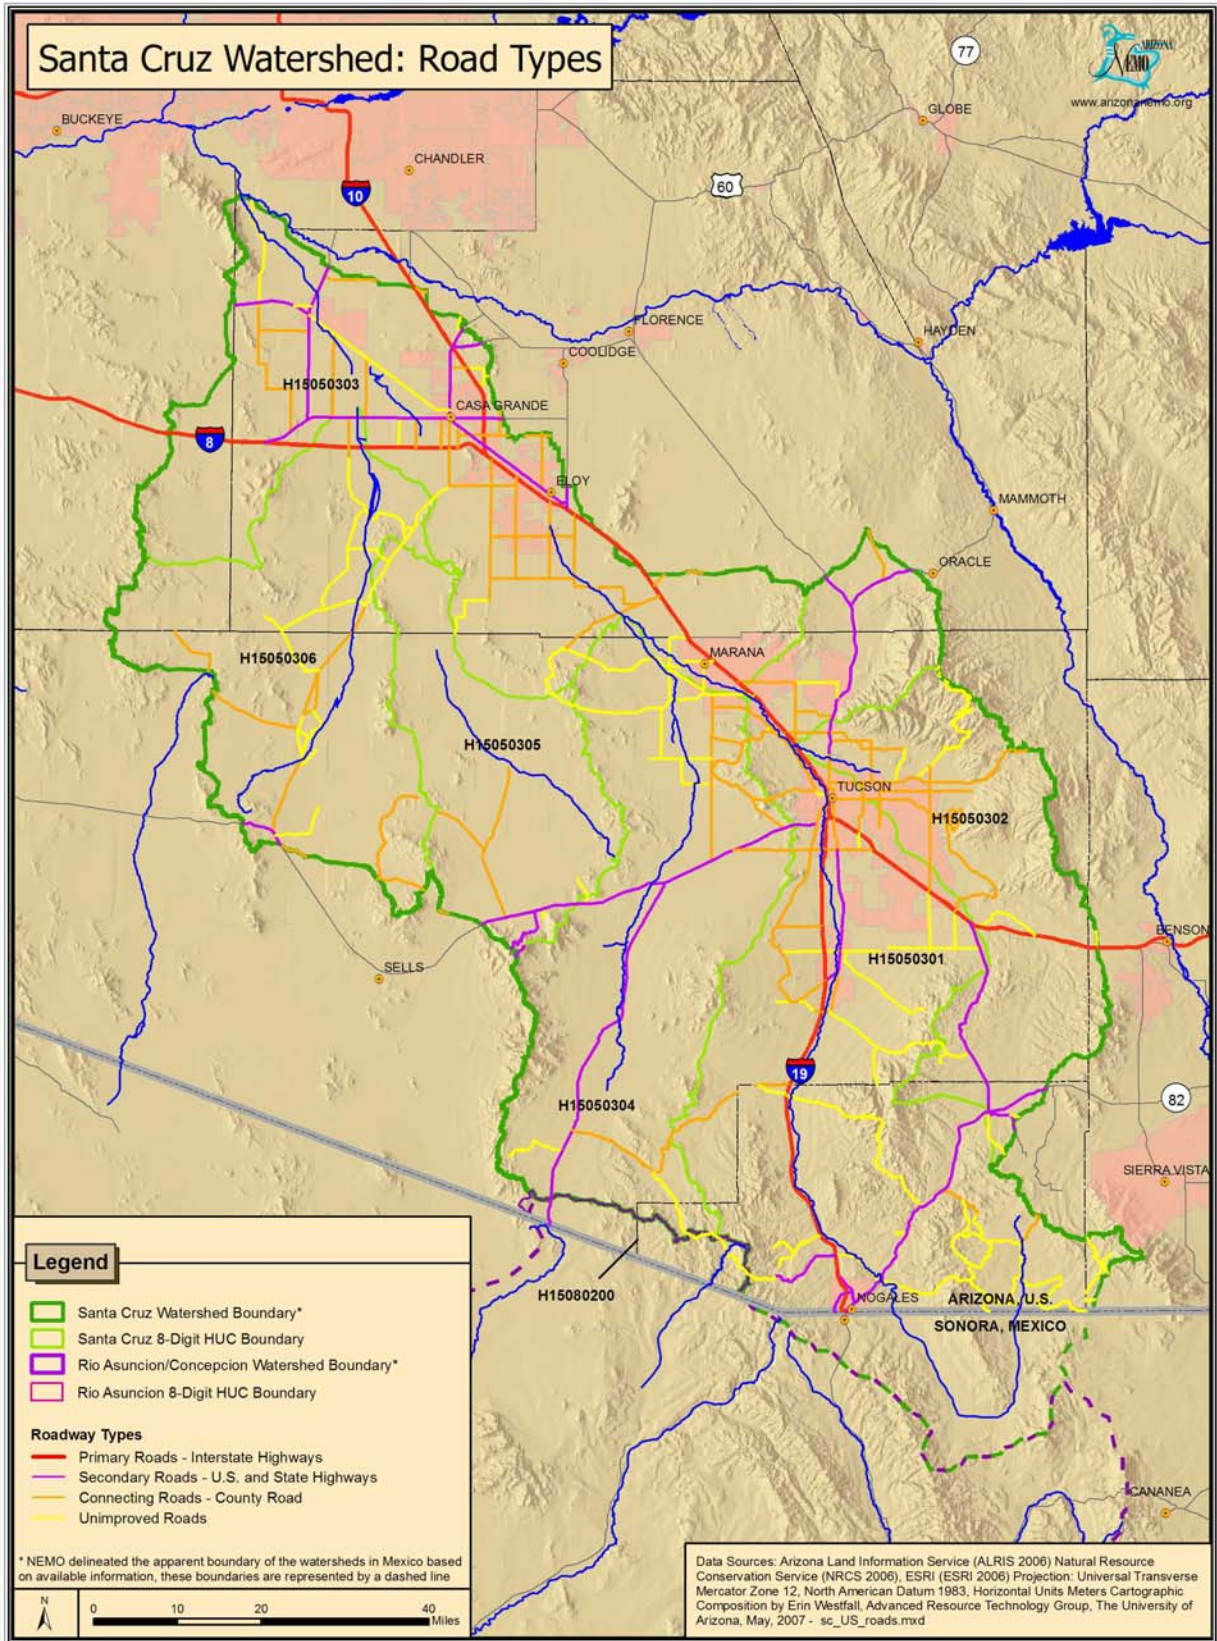 Santa Cruz Watershed: Road Types
77
ARIZONA
NEMO
www.arizonanemo.org
BUCKEYE
GLOBE
CHANDLER
10
60
FLORENCE
HAYDEN
COOLIDGE
H15050303
CASA GRANDE
8
ELOY
MAMMOTH
ORACLE
H15050306
MARANA
H15050305
TUCSON
H15050302
BENSON
H15050301
SELLS
19
H15050304
82
SIERRA VISTA
H15080200
NOGALES
ARIZONA, U.S.
SONORA, MEXICO
CANANEA
Legend
Santa Cruz Watershed Boundary*
Santa Cruz 8-Digit HUC Boundary
Rio Asuncion/Concepcion Watershed Boundary*
Rio Asuncion 8-Digit HUC Boundary
Roadway Types
Primary Roads - Interstate Highways
Secondary Roads - U.S. and State Highways
Connecting Roads - County Road
Unimproved Roads
* NEMO delineated the apparent boundary of the watersheds in Mexico based
on available information, these boundaries are represented by a dashed line
N
0 10 20 40
Miles
Data Sources: Arizona Land Information Service (ALRIS 2006) Natural Resource
Conservation Service (NRCS 2006), ESRI (ESRI 2006) Projection: Universal Transverse
Mercator Zone 12, North American Datum 1983, Horizontal Units Meters Cartographic
Composition by Erin Westfall, Advanced Resource Technology Group, The University of
Arizona, May, 2007 - sc_US_roads.mxd